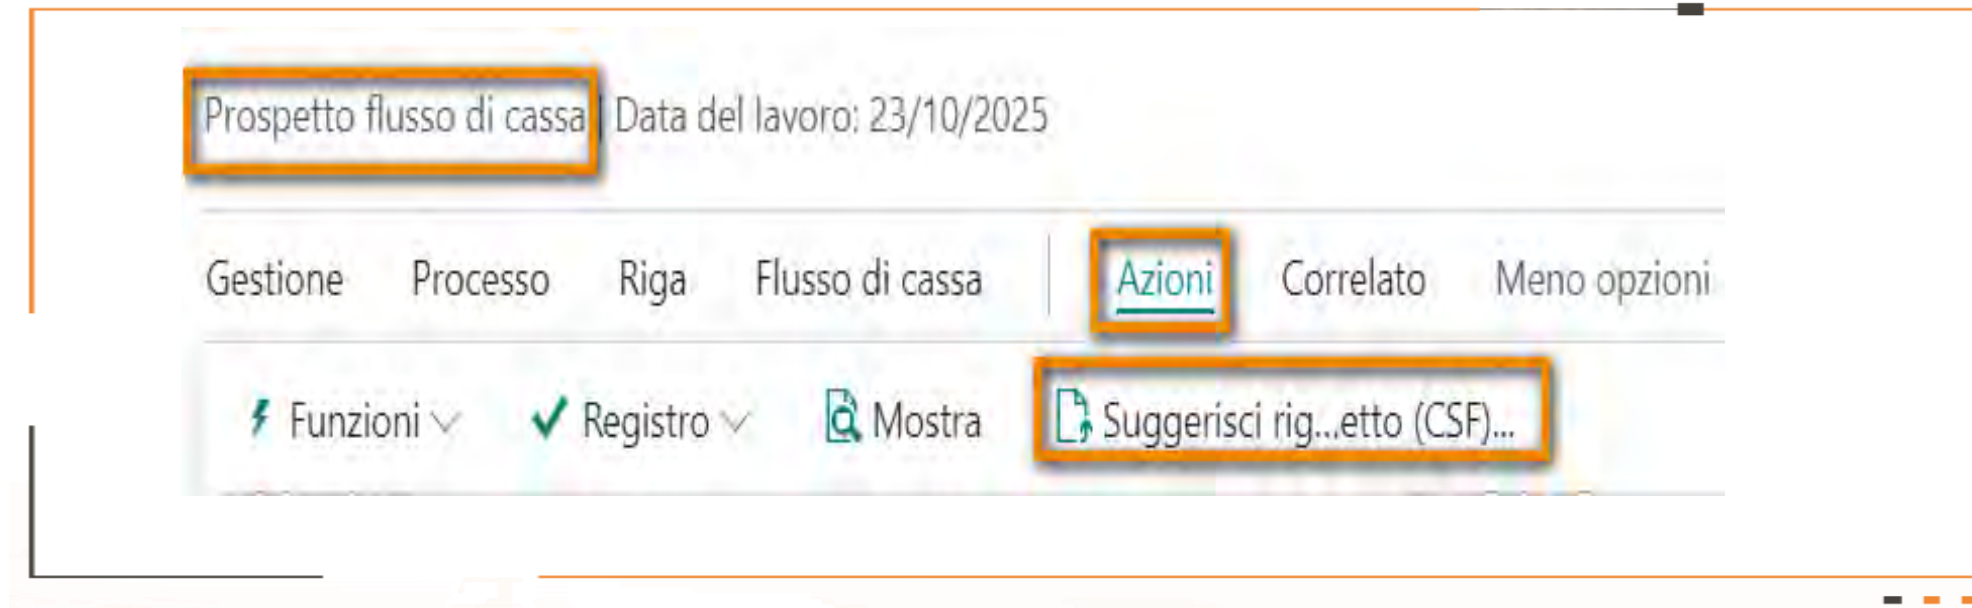 Prospetto flusso di cassa | Data del lavoro: 23/10/2025
Gestione Processo Riga Flusso di cassa Azioni Correlato Meno opzioni
Funzioni Registro Mostra Suggerisci rig...etto (CSF)...